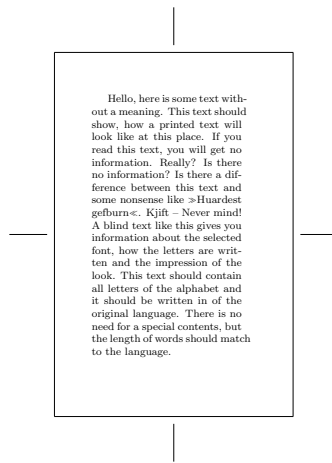 Hello, here is some text with-
out a meaning. This text should
show, how a printed text will
look like at this place. If you
read this text, you will get no
information. Really? Is there
no information? Is there a dif-
ference between this text and
some nonsense like ≫Huardest
gefburn≪. Kjift – Never mind!
A blind text like this gives you
information about the selected
font, how the letters are writ-
ten and the impression of the
look. This text should contain
all letters of the alphabet and
it should be written in of the
original language. There is no
need for a special contents, but
the length of words should match
to the language.